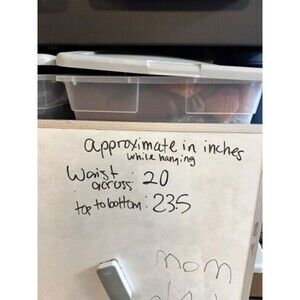 approximate in inches
while hanging
Waist
across: 20
top to bottom: 23.5
mom